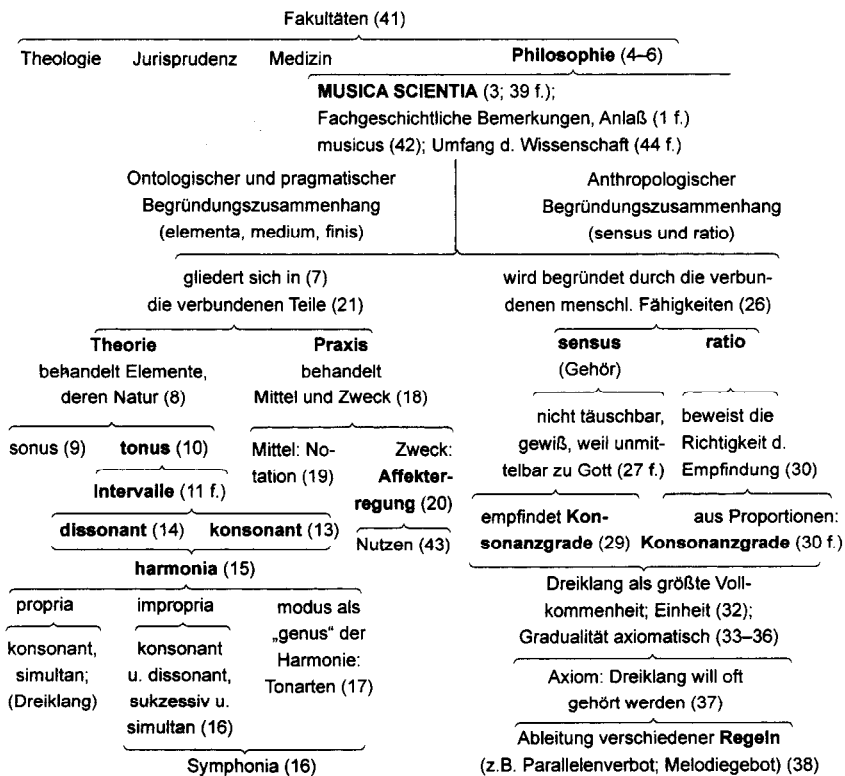 Fakultäten (41)
Theologie Jurisprudenz Medizin Philosophie (4–6)
MUSICA SCIENTIA (3; 39 f.);
Fachgeschichtliche Bemerkungen, Anlaß (1 f.)
musicus (42); Umfang d. Wissenschaft (44 f.)
Ontologischer und pragmatischer
Begründungszusammenhang
(elementa, medium, finis)
Anthropologischer
Begründungszusammenhang
(sensus und ratio)
gliedert sich in (7)
die verbundenen Teile (21)
wird begründet durch die verbun-
denen menschl. Fähigkeiten (26)
Theorie
behandelt Elemente,
deren Natur (8)
Praxis
behandelt
Mittel und Zweck (18)
sensus
(Gehör)
ratio
sonus (9) tonus (10)
Mittel: No-
tation (19)
Zweck:
Affekter-
regung (20)
nicht täuschbar,
gewiß, weil unmit-
telbar zu Gott (27 f.)
beweist die
Richtigkeit d.
Empfindung (30)
Intervalle (11 f.)
dissonant (14) konsonant (13)
Nutzen (43)
empfindet Kon-
sonanzgrade (29)
aus Proportionen:
Konsonanzgrade (30 f.)
harmonia (15)
propria
konsonant,
simultan;
(Dreiklang)
impropria
konsonant
u. dissonant,
sukzessiv u.
simultan (16)
modus als
„genus“ der
Harmonie:
Tonarten (17)
Symphonia (16)
Dreiklang als größte Voll-
kommenheit; Einheit (32);
Gradualität axiomatisch (33–36)
Axiom: Dreiklang will oft
gehört werden (37)
Ableitung verschiedener Regeln
(z.B. Parallelenverbot; Melodiegebot) (38)